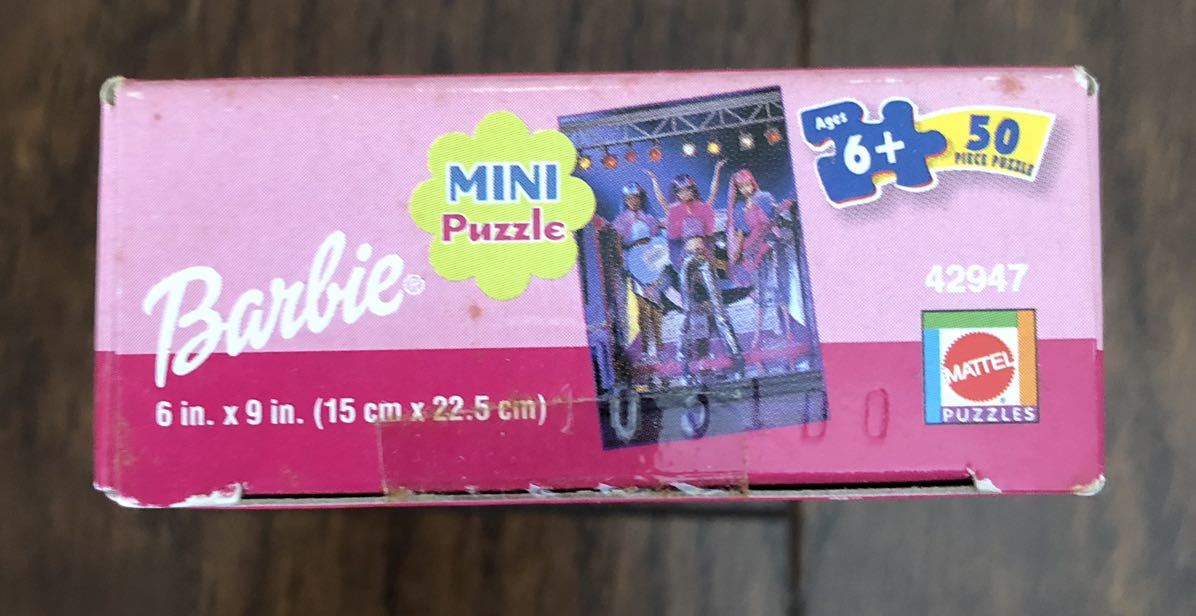 Barbie®
MINI
Puzzle
6 in. x 9 in. (15 cm x 22.5 cm)
Ages
6+
50
PIECE PUZZLE
42947
MATTEL
PUZZLES